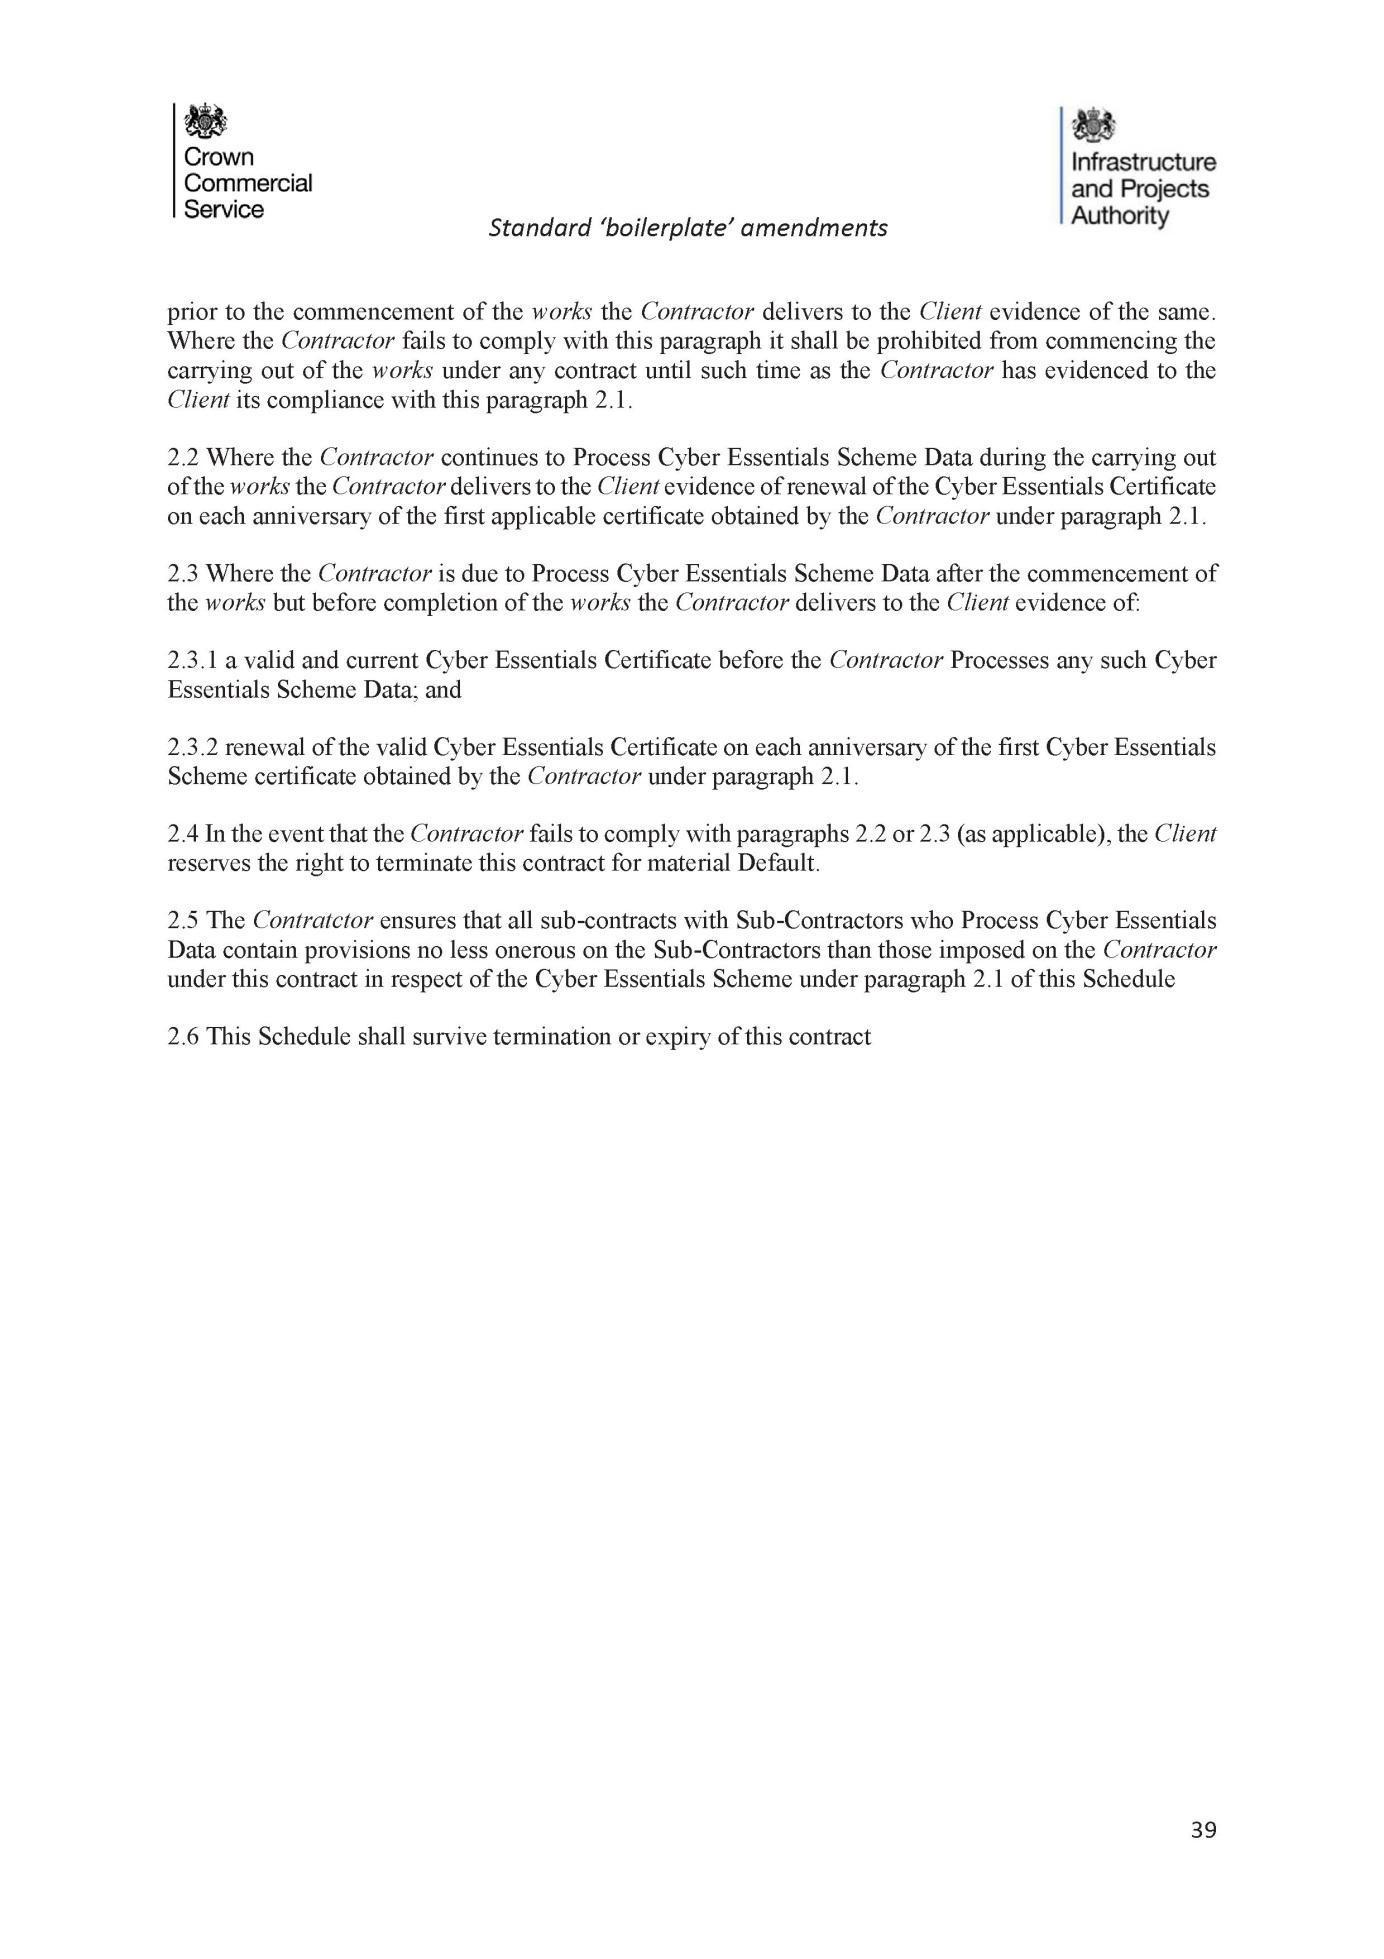 Crown
Commercial
Service
Infrastructure
and Projects
Authority
Standard ‘boilerplate’ amendments
prior to the commencement of the works the Contractor delivers to the Client evidence of the same.
Where the Contractor fails to comply with this paragraph it shall be prohibited from commencing the
carrying out of the works under any contract until such time as the Contractor has evidenced to the
Client its compliance with this paragraph 2.1.
2.2 Where the Contractor continues to Process Cyber Essentials Scheme Data during the carrying out
of the works the Contractor delivers to the Client evidence of renewal of the Cyber Essentials Certificate
on each anniversary of the first applicable certificate obtained by the Contractor under paragraph 2.1.
2.3 Where the Contractor is due to Process Cyber Essentials Scheme Data after the commencement of
the works but before completion of the works the Contractor delivers to the Client evidence of:
2.3.1 a valid and current Cyber Essentials Certificate before the Contractor Processes any such Cyber
Essentials Scheme Data; and
2.3.2 renewal of the valid Cyber Essentials Certificate on each anniversary of the first Cyber Essentials
Scheme certificate obtained by the Contractor under paragraph 2.1.
2.4 In the event that the Contractor fails to comply with paragraphs 2.2 or 2.3 (as applicable), the Client
reserves the right to terminate this contract for material Default.
2.5 The Contratctor ensures that all sub-contracts with Sub-Contractors who Process Cyber Essentials
Data contain provisions no less onerous on the Sub-Contractors than those imposed on the Contractor
under this contract in respect of the Cyber Essentials Scheme under paragraph 2.1 of this Schedule
2.6 This Schedule shall survive termination or expiry of this contract
39